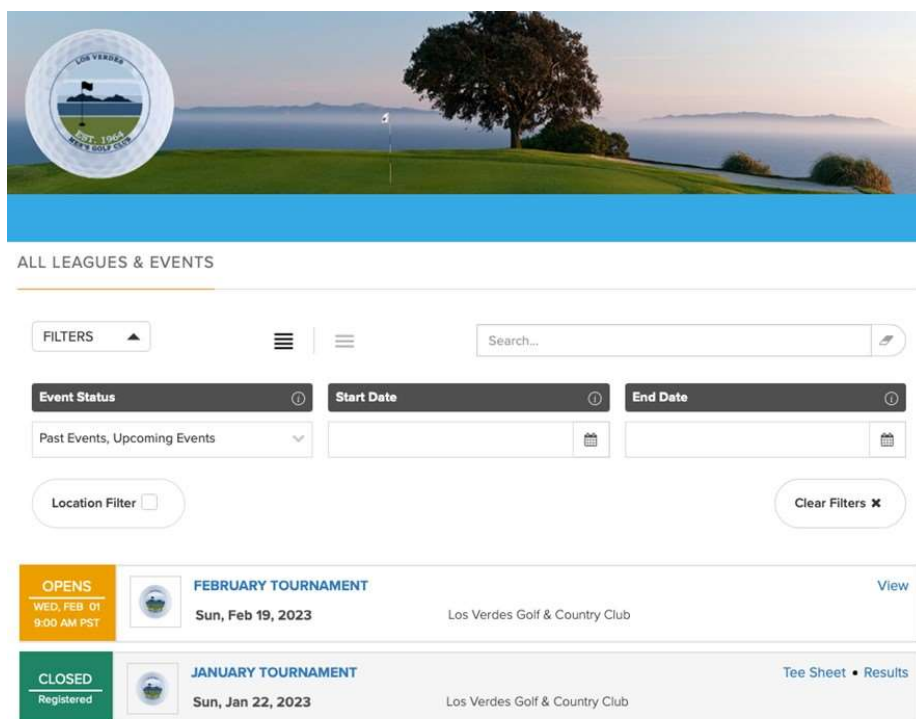 LOS VERDES
EST. 1964
MEN'S GOLF CLUB
ALL LEAGUES & EVENTS
FILTERS
Search...
Event Status
Start Date
End Date
Past Events, Upcoming Events
Location Filter
Clear Filters ✖
OPENS
WED, FEB 01
9:00 AM PST
FEBRUARY TOURNAMENT
View
Sun, Feb 19, 2023
Los Verdes Golf & Country Club
CLOSED
Registered
JANUARY TOURNAMENT
Tee Sheet • Results
Sun, Jan 22, 2023
Los Verdes Golf & Country Club